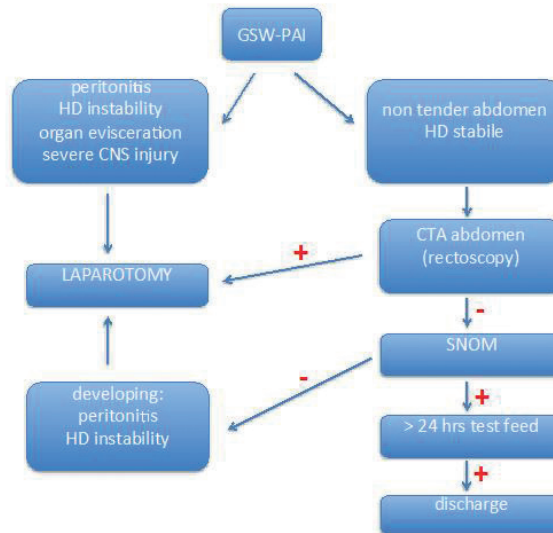 GSW-PAI
peritonitis
HD instability
organ evisceration
severe CNS injury
non tender abdomen
HD stabile
CTA abdomen
(rectoscopy)
+
LAPAROTOMY
-
SNOM
-
+
developing:
peritonitis
HD instability
> 24 hrs test feed
+
discharge